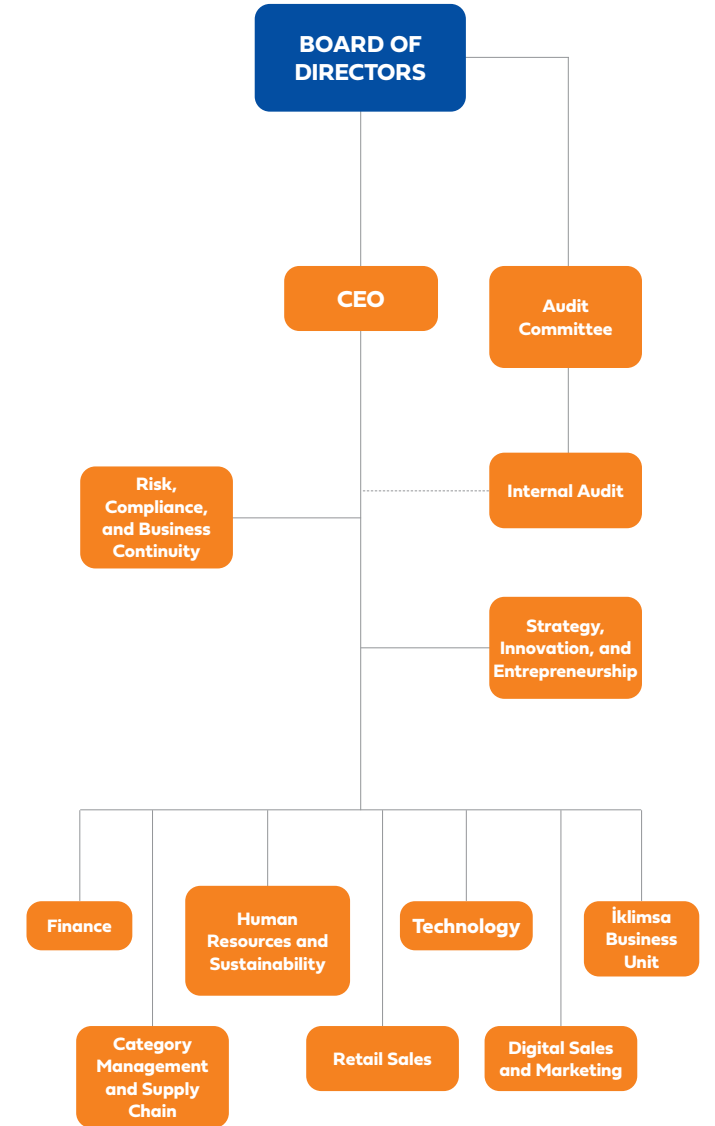 BOARD OF
DIRECTORS
CEO
Audit
Committee
Risk,
Compliance,
and Business
Continuity
Internal Audit
Strategy,
Innovation, and
Entrepreneurship
Finance
Human
Resources and
Sustainability
Technology
İklimsa
Business
Unit
Category
Management
and Supply
Chain
Retail Sales
Digital Sales
and Marketing